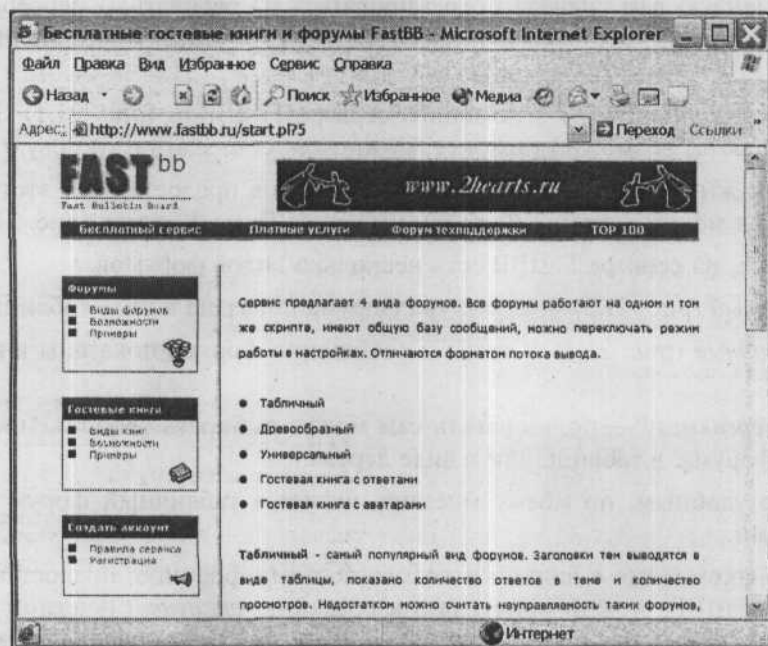 Бесплатные гостевые книги и форумы FastBB - Microsoft Internet Explorer
Файл Правка Вид Избранное Сервис Справка
Назад Поиск Избранное Медиа
Адрес: http://www.fastbb.ru/start.pl?5 Переход Ссылки »
FAST bb
Fast Bulletin Board
www.2hearts.ru
Бесплатный сервис Платные услуги Форум техподдержки TOP 100
Форумы
Виды форумов
Возможности
Примеры
Гостевые книги
Виды книг
Возможности
Примеры
Создать аккаунт
Правила сервиса
Регистрация
Сервис предлагает 4 вида форумов. Все форумы работают на одном и том
же скрипте, имеют общую базу сообщений, можно переключать режим
работы в настройках. Отличаются форматом потока вывода.
Табличный
Древообразный
Универсальный
Гостевая книга с ответами
Гостевая книга с аватарами
Табличный - самый популярный вид форумов. Заголовки тем выводятся в
виде таблицы, показано количество ответов в теме и количество
просмотров. Недостатком можно считать неуправляемость таких форумов,
Интернет